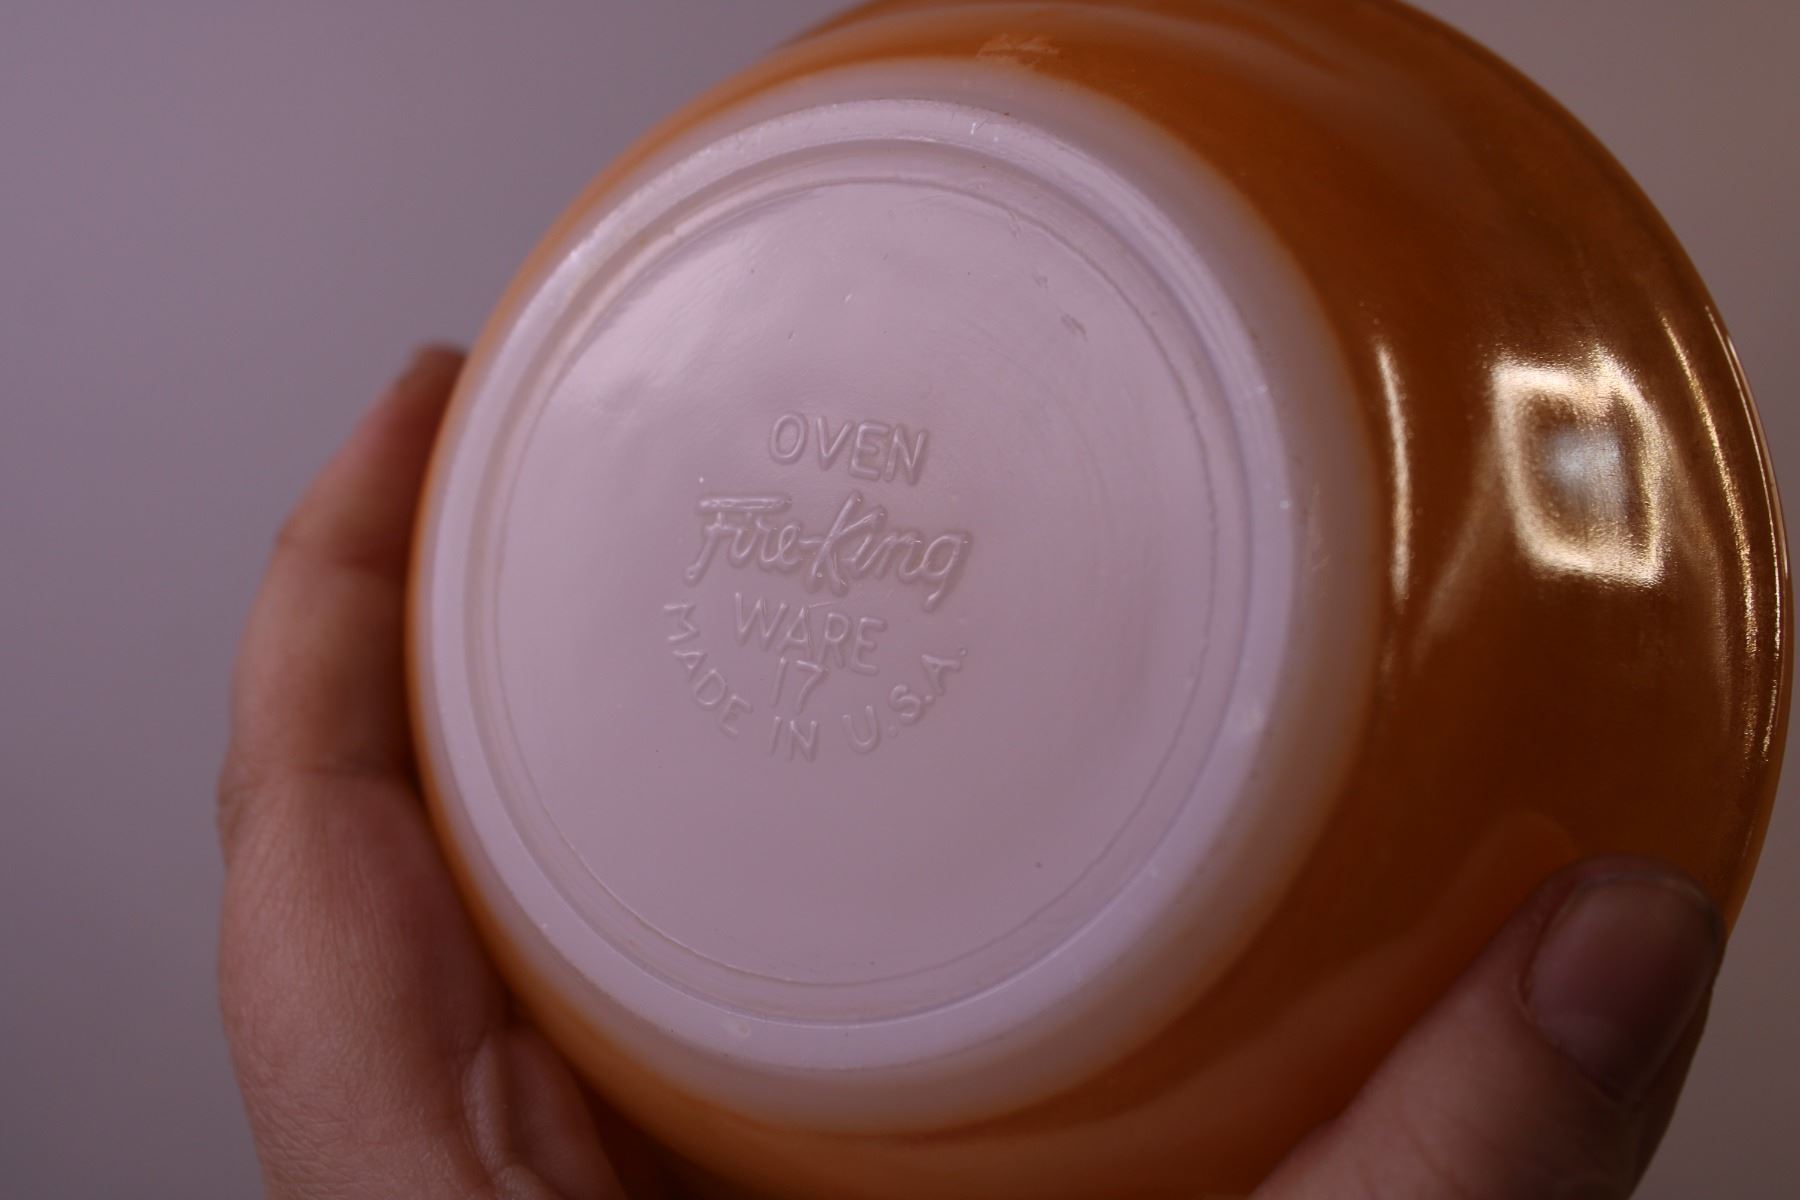 OVEN
Fire-King
WARE
17
MADE IN U.S.A.